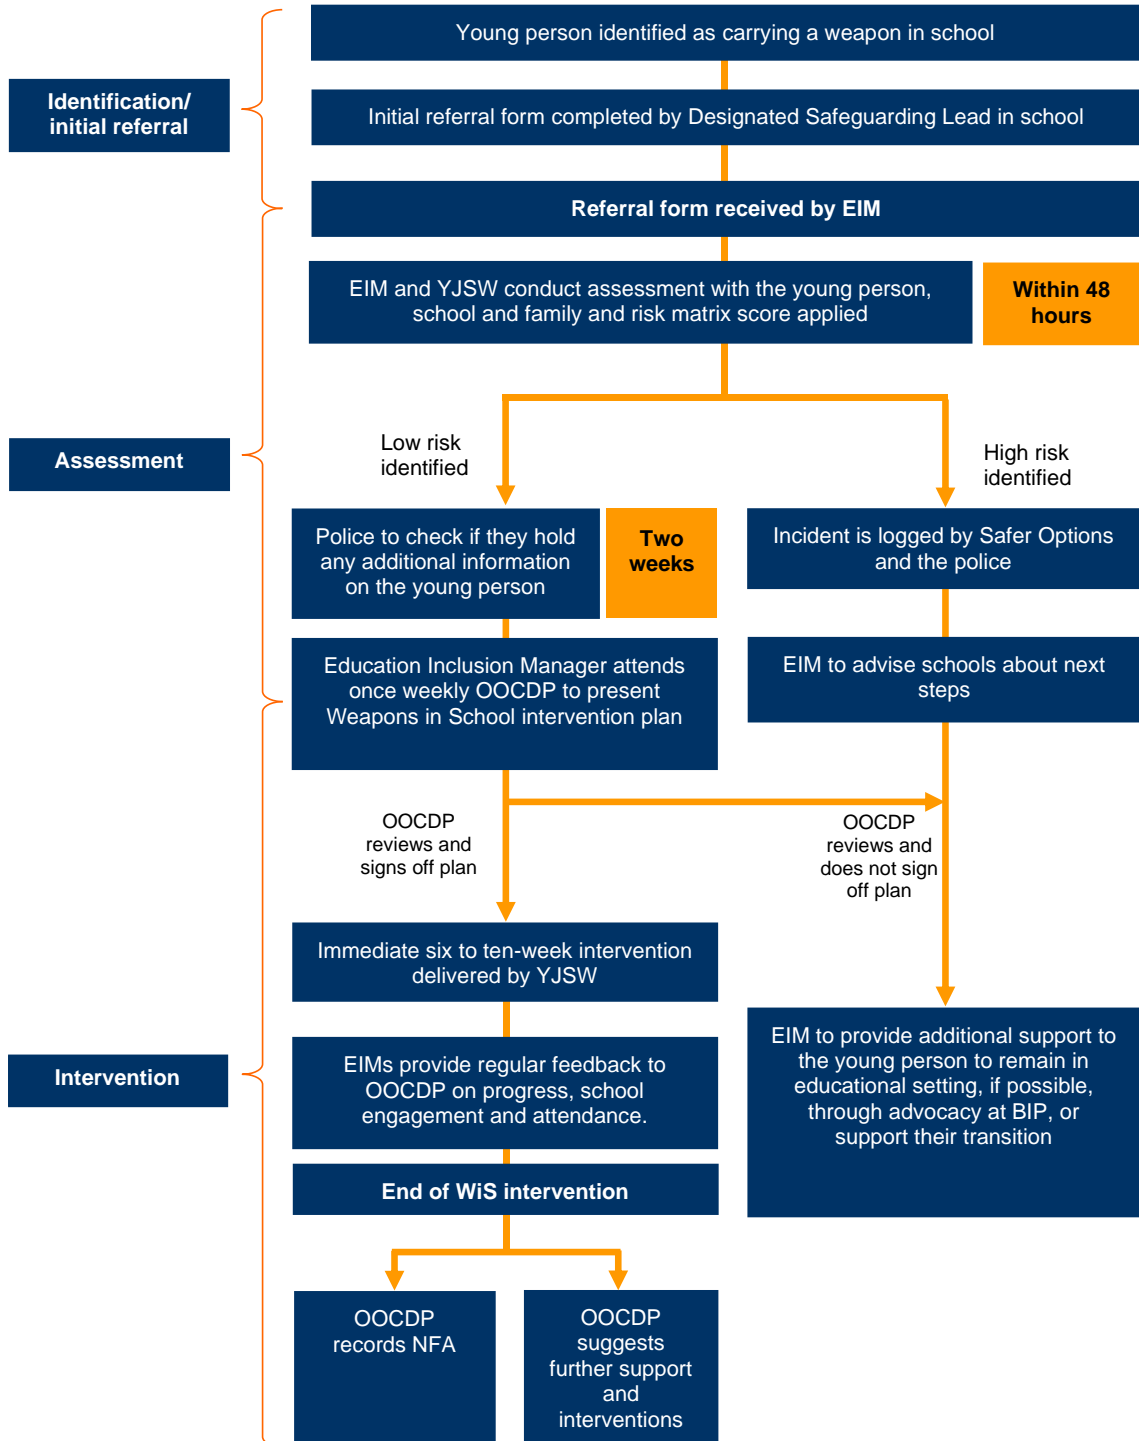 Young person identified as carrying a weapon in school
Identification/
initial referral
Initial referral form completed by Designated Safeguarding Lead in school
Referral form received by EIM
EIM and YJSW conduct assessment with the young person,
school and family and risk matrix score applied
Within 48
hours
Assessment
Low risk
identified
High risk
identified
Police to check if they hold
any additional information
on the young person
Two
weeks
Incident is logged by Safer Options
and the police
Education Inclusion Manager attends
once weekly OOCDP to present
Weapons in School intervention plan
EIM to advise schools about next
steps
OOCDP
reviews and
signs off plan
OOCDP
reviews and
does not sign
off plan
Immediate six to ten-week intervention
delivered by YJSW
Intervention
EIMs provide regular feedback to
OOCDP on progress, school
engagement and attendance.
EIM to provide additional support to
the young person to remain in
educational setting, if possible,
through advocacy at BIP, or
support their transition
End of WiS intervention
OOCDP
records NFA
OOCDP
suggests
further support
and
interventions